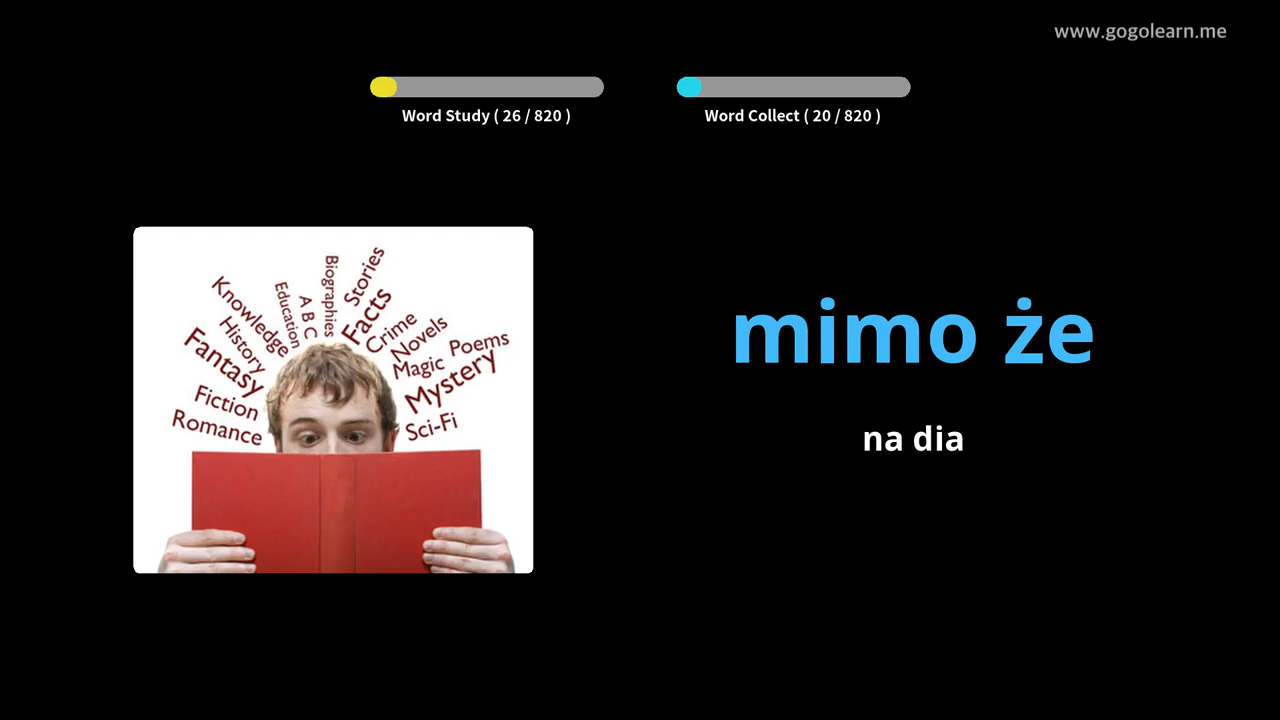 www.gogolearn.me
Word Study ( 26 / 820 )
Word Collect ( 20 / 820 )
Stories
Biographies
Facts
A B C
Education
Knowledge
Crime
Novels
History
Poems
Fantasy
Magic
Mystery
Fiction
Sci-Fi
Romance
mimo że
na dia